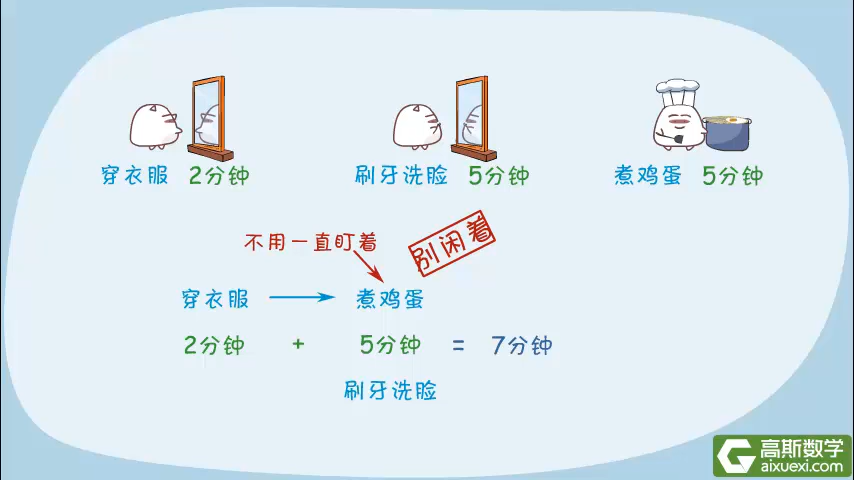 穿衣服 2分钟
刷牙洗脸 5分钟
煮鸡蛋 5分钟
不用一直盯着
别闲着
穿衣服 煮鸡蛋
2分钟 + 5分钟 = 7分钟
刷牙洗脸
高斯数学
aixuexi.com